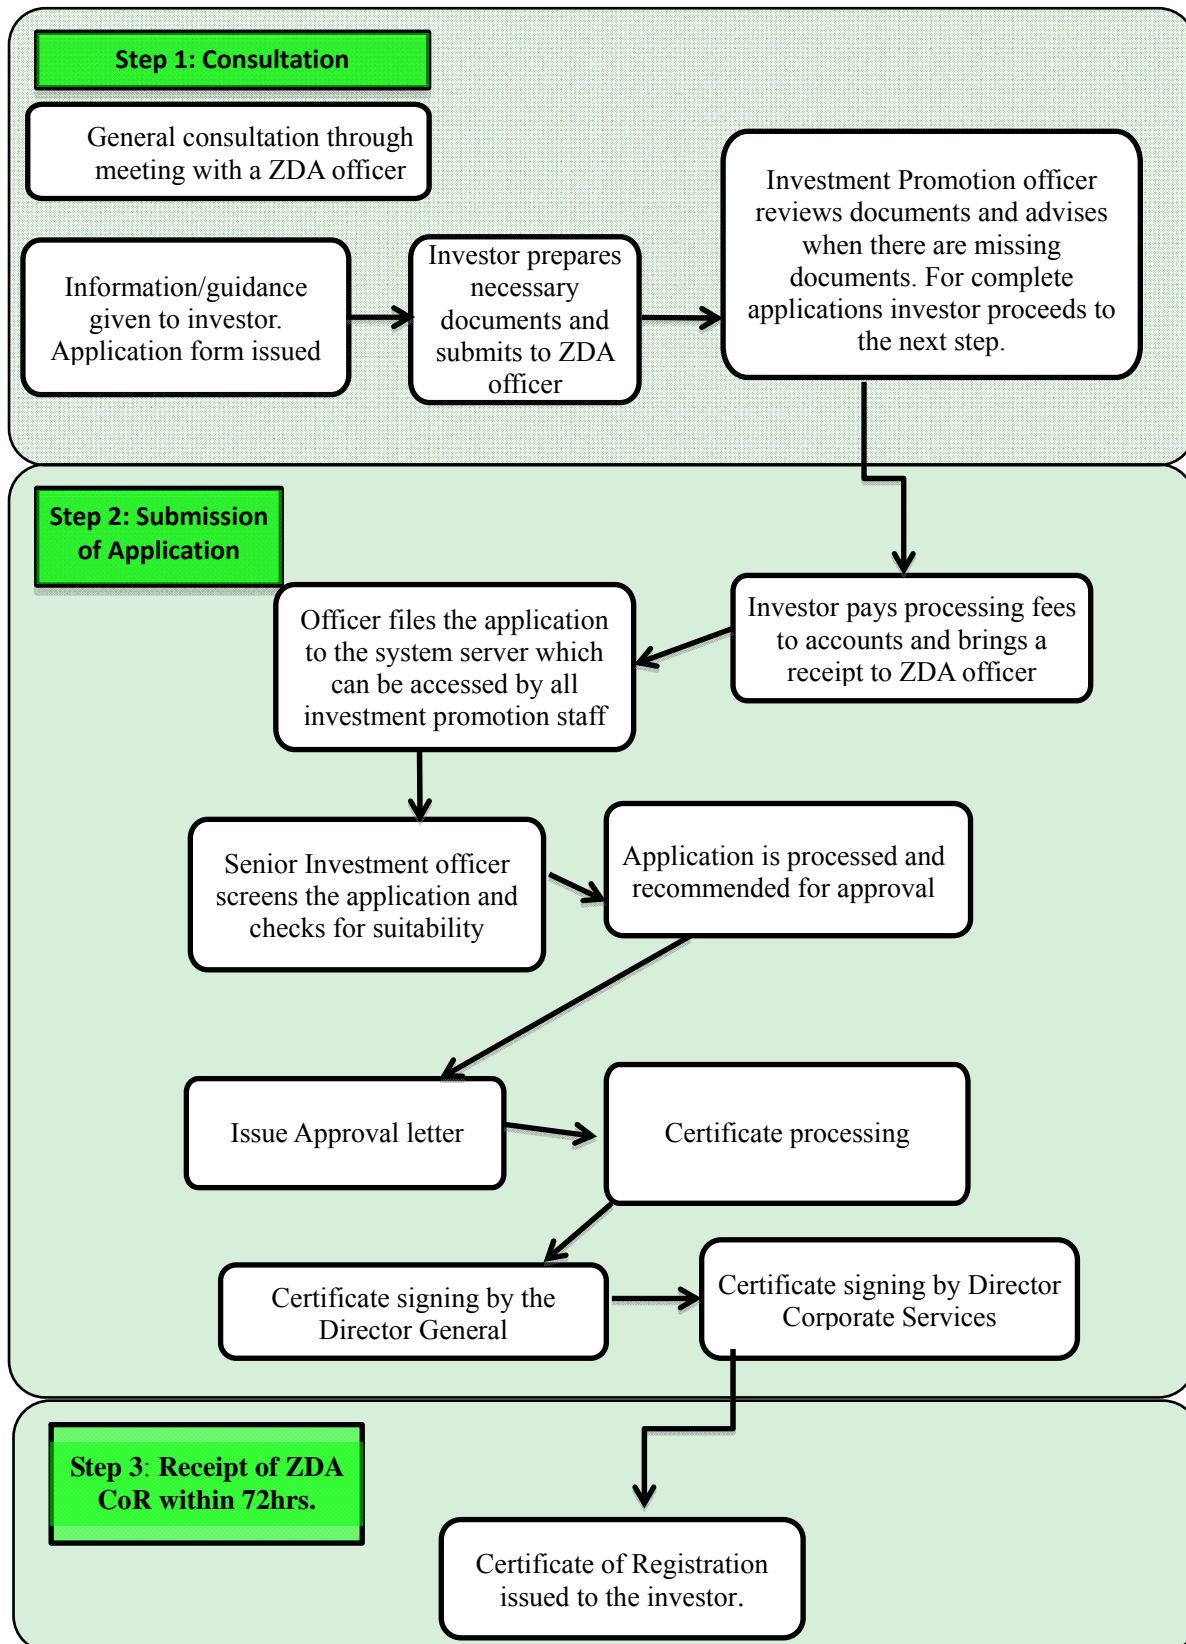 Step 1: Consultation
General consultation through
meeting with a ZDA officer
Information/guidance
given to investor.
Application form issued
Investor prepares
necessary
documents and
submits to ZDA
officer
Investment Promotion officer
reviews documents and advises
when there are missing
documents. For complete
applications investor proceeds to
the next step.
Step 2: Submission
of Application
Investor pays processing fees
to accounts and brings a
receipt to ZDA officer
Officer files the application
to the system server which
can be accessed by all
investment promotion staff
Senior Investment officer
screens the application and
checks for suitability
Application is processed and
recommended for approval
Issue Approval letter
Certificate processing
Certificate signing by the
Director General
Certificate signing by Director
Corporate Services
Step 3: Receipt of ZDA
CoR within 72hrs.
Certificate of Registration
issued to the investor.